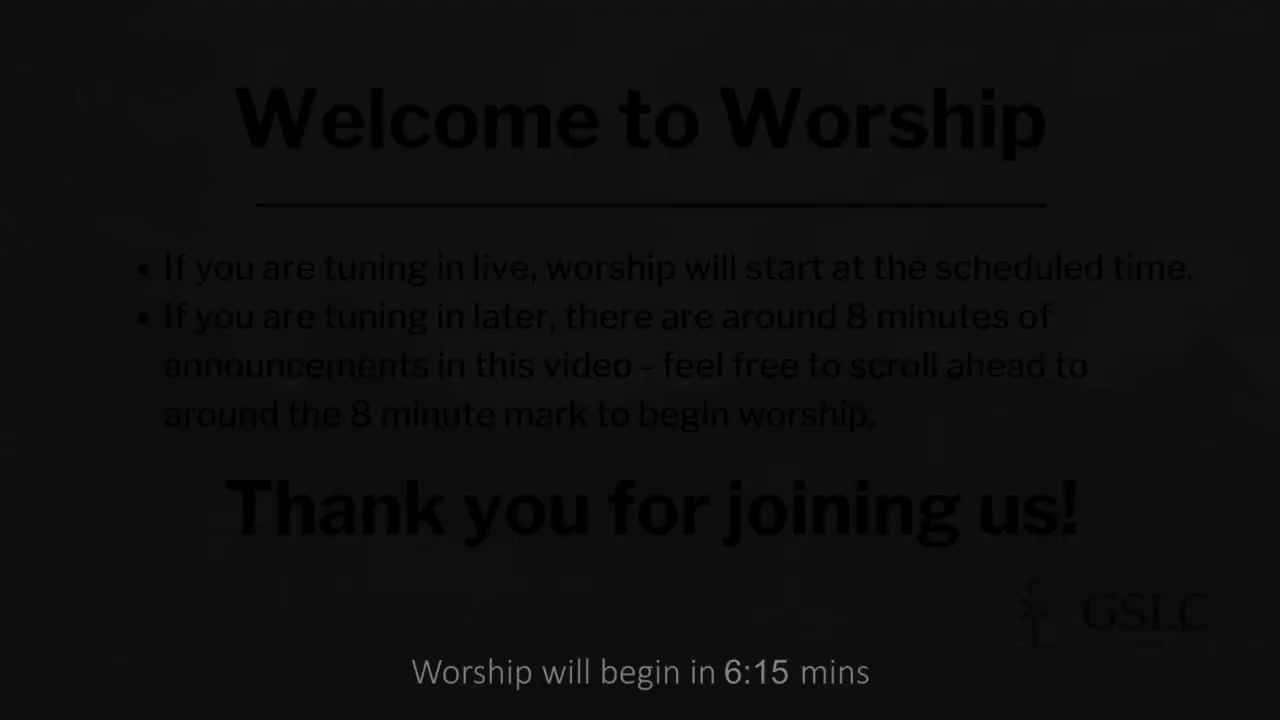 Welcome to Worship
• If you are tuning in live, worship will start at the scheduled time.
• If you are tuning in later, there are around 8 minutes of
announcements in this video - feel free to scroll ahead to
around the 8 minute mark to begin worship.
Thank you for joining us!
GSLC
Worship will begin in 6:15 mins